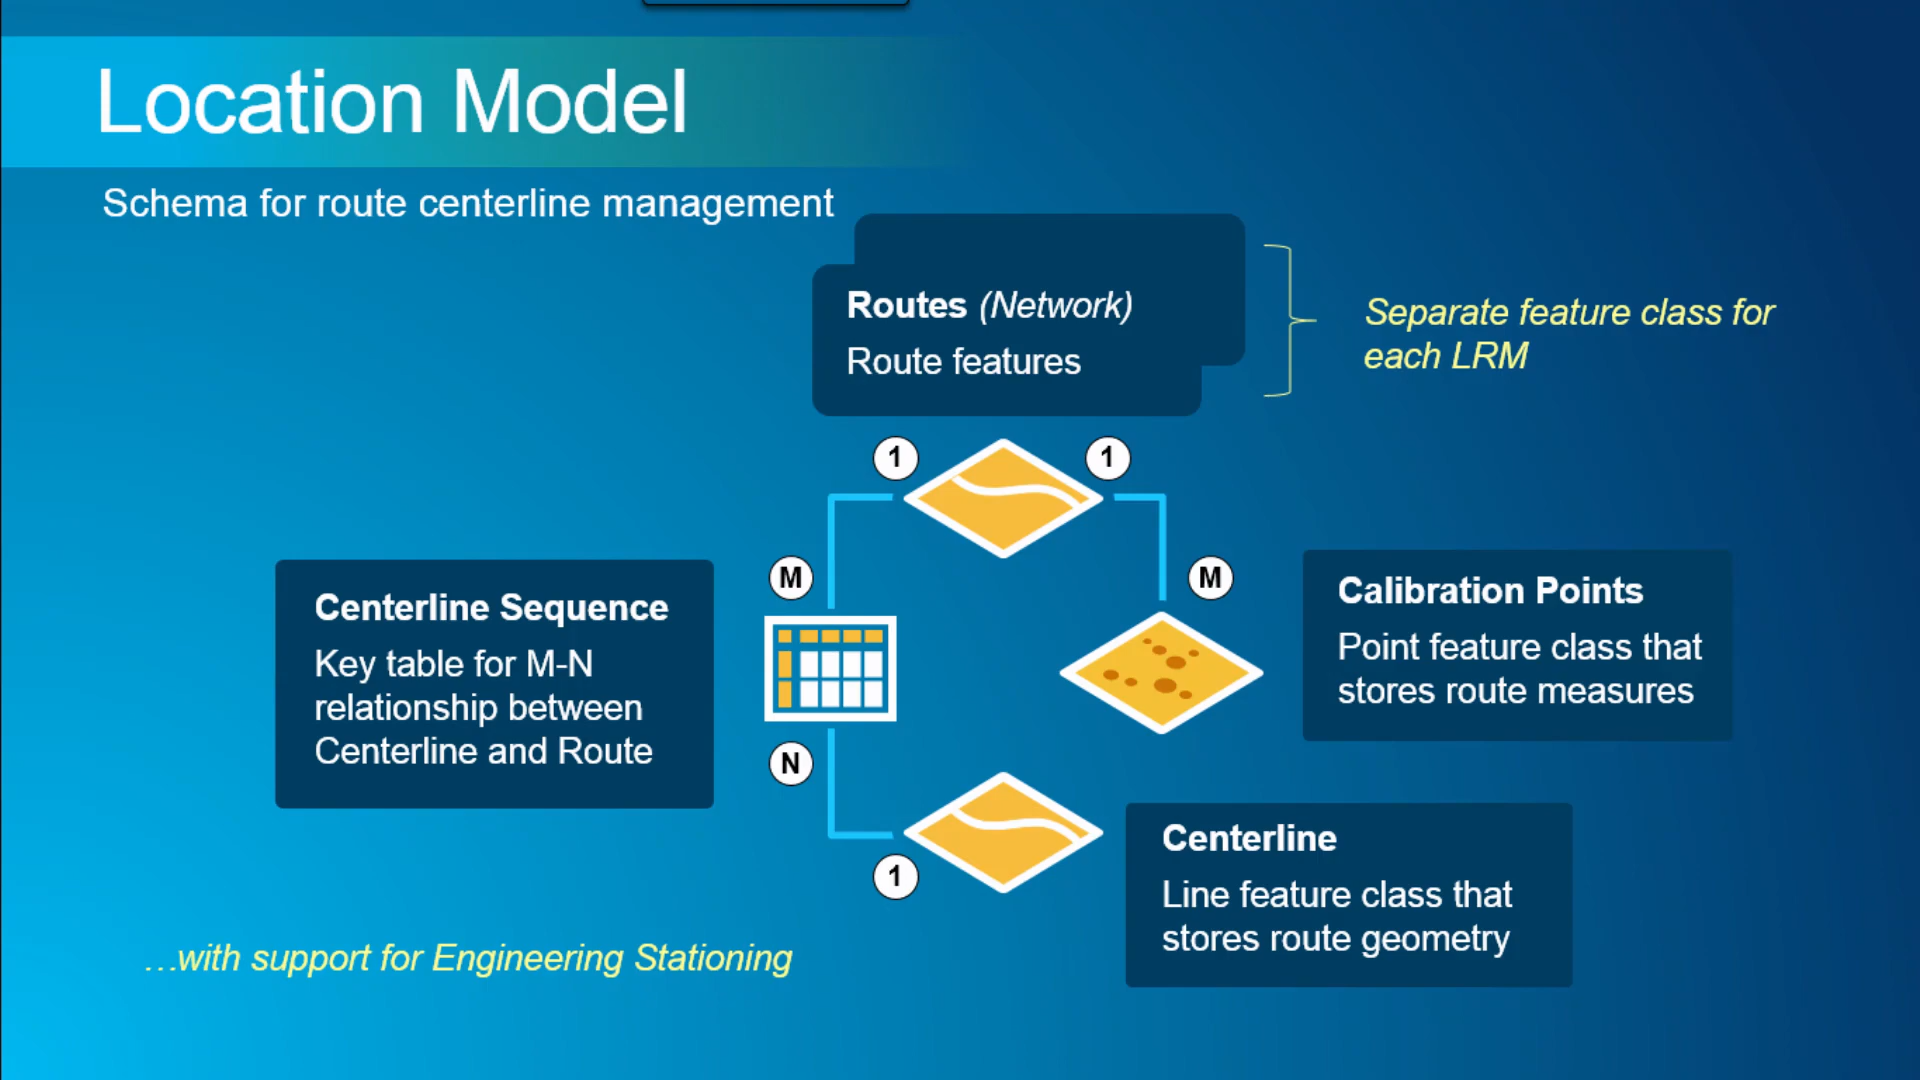 Location Model
Schema for route centerline management
Routes (Network)
Route features
Separate feature class for
each LRM
1
1
M
M
Centerline Sequence
Key table for M-N
relationship between
Centerline and Route
Calibration Points
Point feature class that
stores route measures
N
1
Centerline
Line feature class that
stores route geometry
...with support for Engineering Stationing